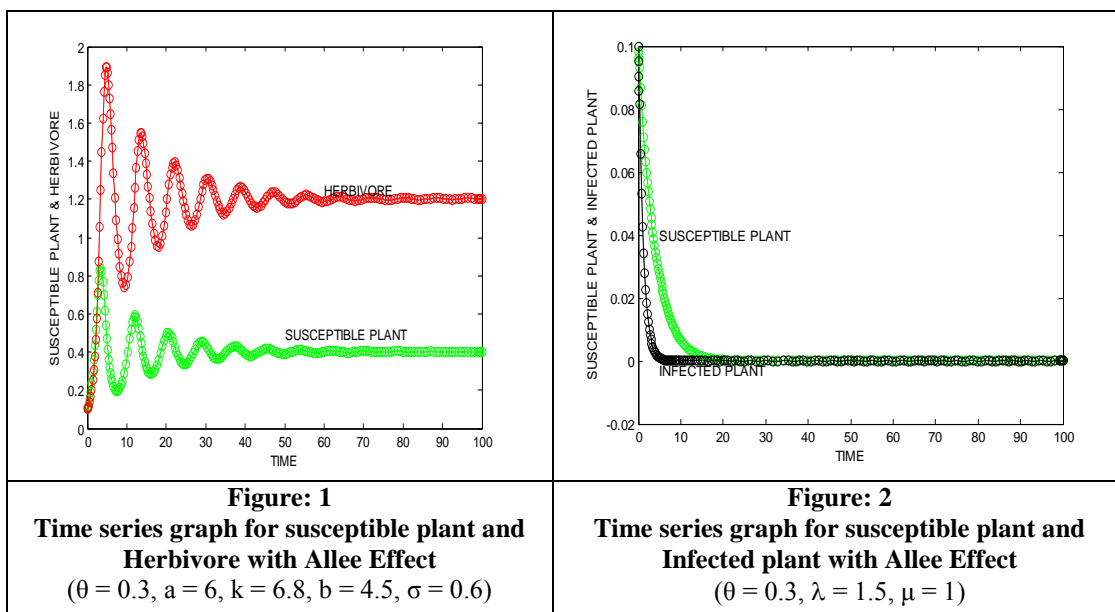 SUSCEPTIBLE PLANT & HERBIVORE
2
1.8
1.6
1.4
1.2
1
0.8
0.6
0.4
0.2
0
HERBIVORE
SUSCEPTIBLE PLANT
0 10 20 30 40 50 60 70 80 90 100
TIME
SUSCEPTIBLE PLANT & INFECTED PLANT
0.1
0.08
0.06
0.04
0.02
0
-0.02
SUSCEPTIBLE PLANT
INFECTED PLANT
0 10 20 30 40 50 60 70 80 90 100
TIME
Figure: 1
Time series graph for susceptible plant and
Herbivore with Allee Effect
(θ = 0.3, a = 6, k = 6.8, b = 4.5, σ = 0.6)
Figure: 2
Time series graph for susceptible plant and
Infected plant with Allee Effect
(θ = 0.3, λ = 1.5, μ = 1)